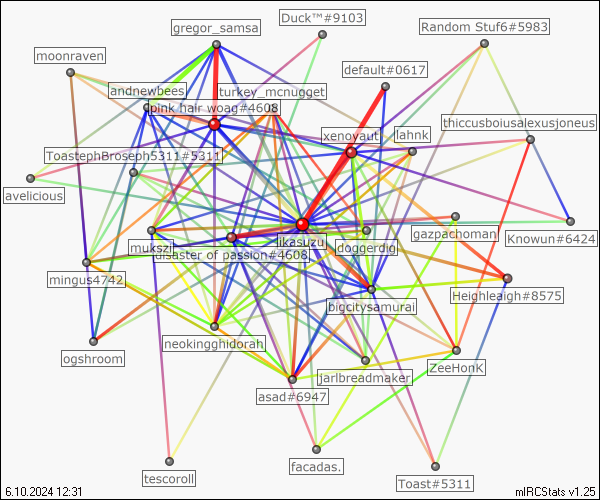 Duck™#9103
gregor_samsa
Random Stuf6#5983
moonraven
default#0617
andnewbees
turkey_mcnugget
pink hair woag#4608
thiccusboiusalexusjoneus
xenovaut
lahnk
ToastephBroseph5311#5311
avelicious
gazpachoman
Knowun#6424
mukszi
likasuzu
doggerdig
disaster of passion#4608
mingus4742
Heighleaigh#8575
bigcitysamurai
neokingghidorah
ogshroom
ZeeHonK
jarlbreadmaker
asad#6947
facadas.
tescoroll
Toast#5311
6.10.2024 12:31
mIRCStats v1.25